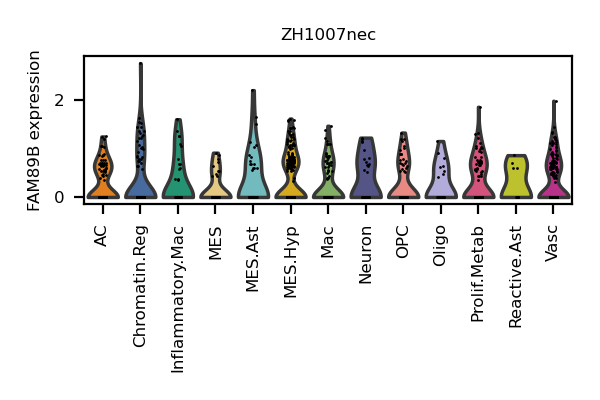 ZH1007nec
FAM89B expression
2
0
AC
Chromatin.Reg
Inflammatory.Mac
MES
MES.Ast
MES.Hyp
Mac
Neuron
OPC
Oligo
Prolif.Metab
Reactive.Ast
Vasc